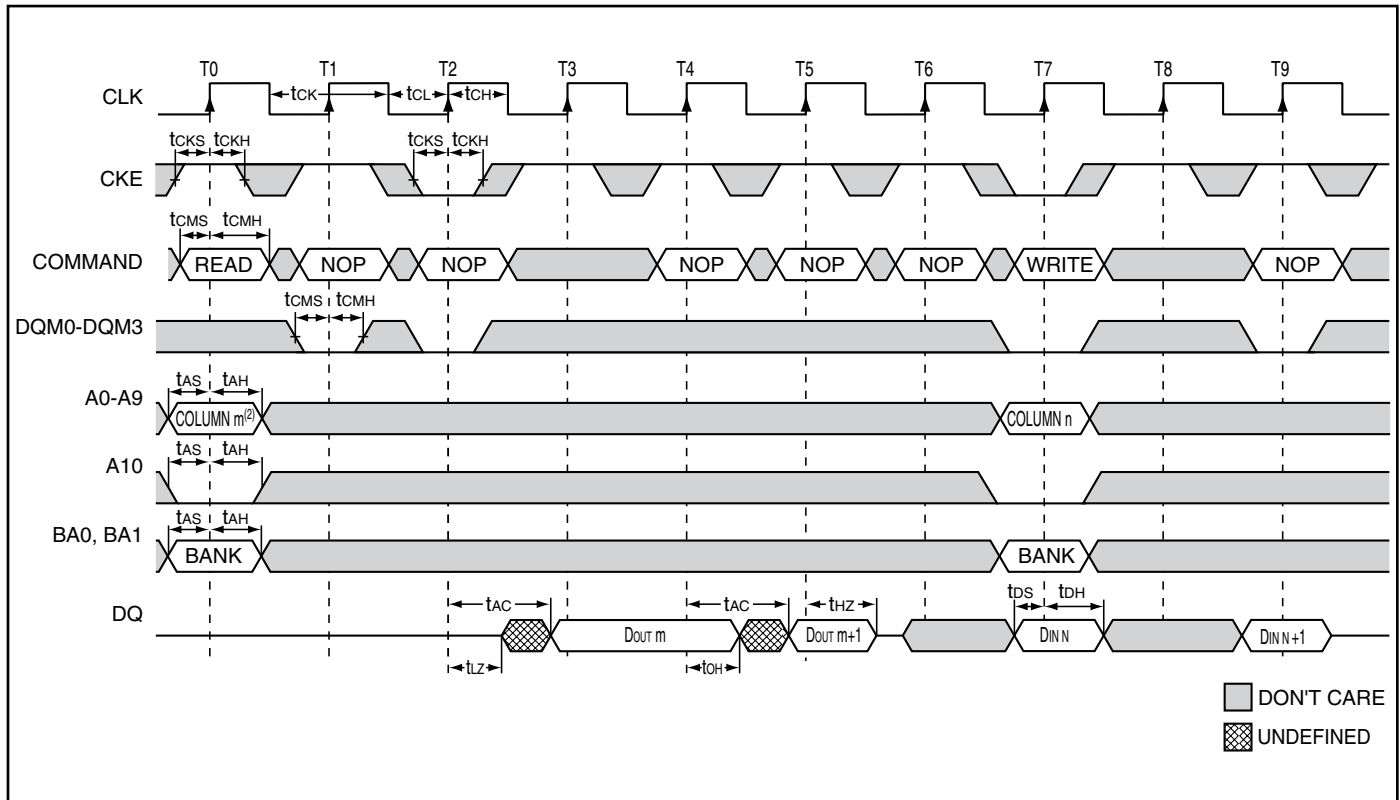 T0 T1 T2 T3 T4 T5 T6 T7 T8 T9
CLK tCK tCL tCH
tCKS tCKH tCKS tCKH
CKE
tCMS tCMH
COMMAND READ NOP NOP NOP NOP NOP WRITE NOP
tCMS tCMH
DQM0-DQM3
tAS tAH
A0-A9 COLUMN m(2) COLUMN n
tAS tAH
A10
tAS tAH
BA0, BA1 BANK BANK
tAC tAC tHZ tDS tDH
DQ DOUT m DOUT m+1 DIN N DIN N+1
tLZ tOH
DON'T CARE
UNDEFINED